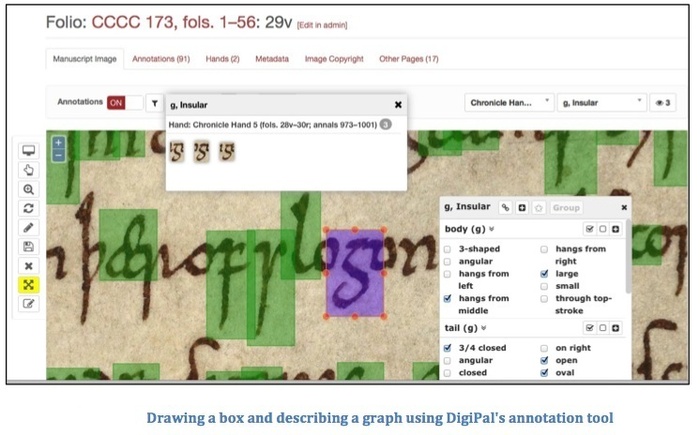 Folio: CCCC 173, fols. 1–56: 29v [Edit in admin]
Manuscript Image Annotations (91) Hands (2) Metadata Image Copyright Other Pages (17)
Annotations ON
g, Insular
Hand: Chronicle Hand 5 (fols. 28v–30r; annals 973–1001) 3
Chronicle Han...
g, Insular
3
g, Insular
Group
body (g)
3-shaped
angular
hangs from left
hangs from middle
hangs from right
large
small
through top-stroke
tail (g)
3/4 closed
angular
closed
on right
open
oval
Drawing a box and describing a graph using DigiPal's annotation tool